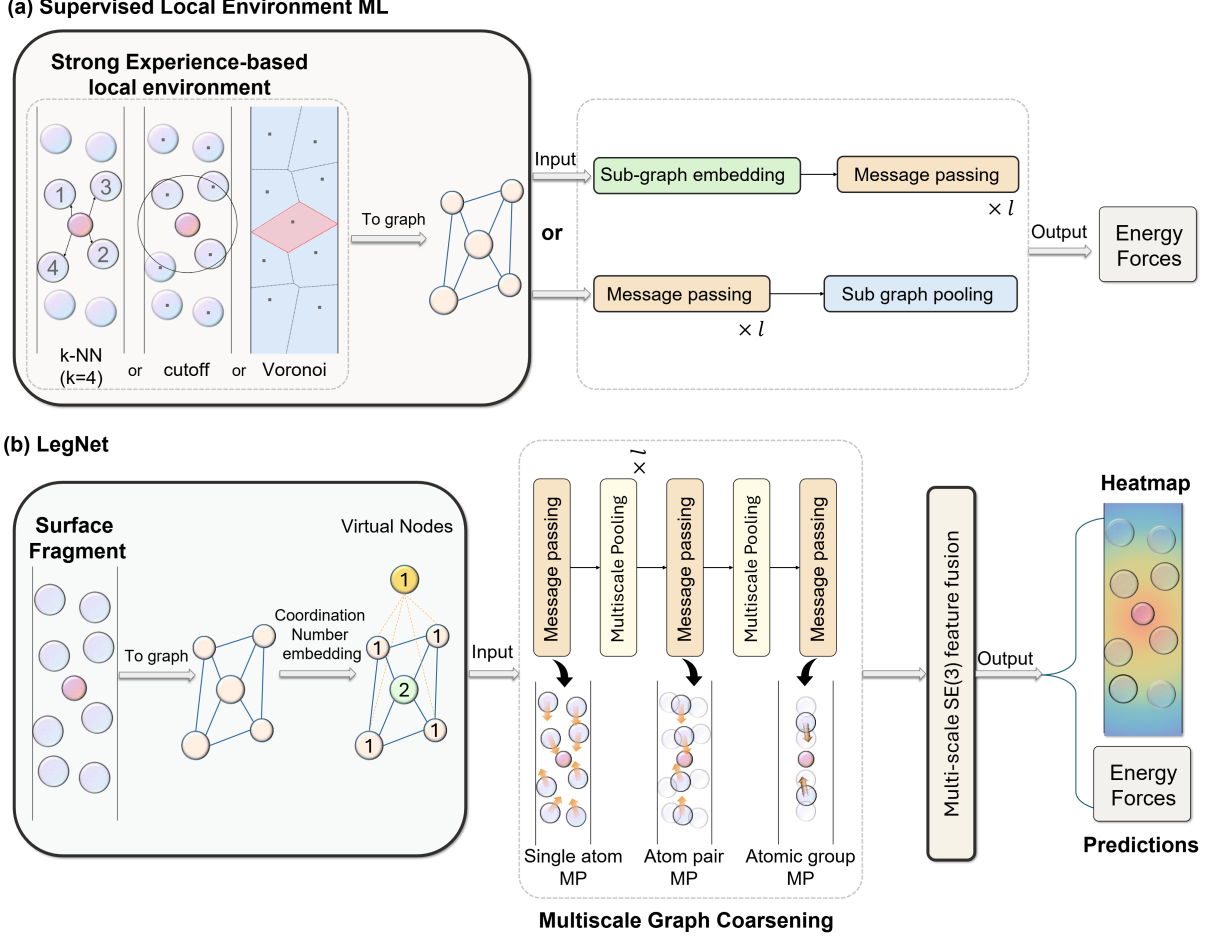 (a) Supervised Local Environment ML
Strong Experience-based
local environment
1
3
2
4
k-NN
(k=4)
or
cutoff
or
Voronoi
To graph
Input
or
Sub-graph embedding
Message passing
× l
Message passing
× l
Sub graph pooling
Output
Energy
Forces
(b) LegNet
Surface
Fragment
To graph
Coordination
Number
embedding
Virtual Nodes
1
1
1
2
1
1
Input
× l
Message passing
Multiscale Pooling
Message passing
Multiscale Pooling
Message passing
Single atom
MP
Atom pair
MP
Atomic group
MP
Multiscale Graph Coarsening
Multi-scale SE(3) feature fusion
Output
Heatmap
Energy
Forces
Predictions